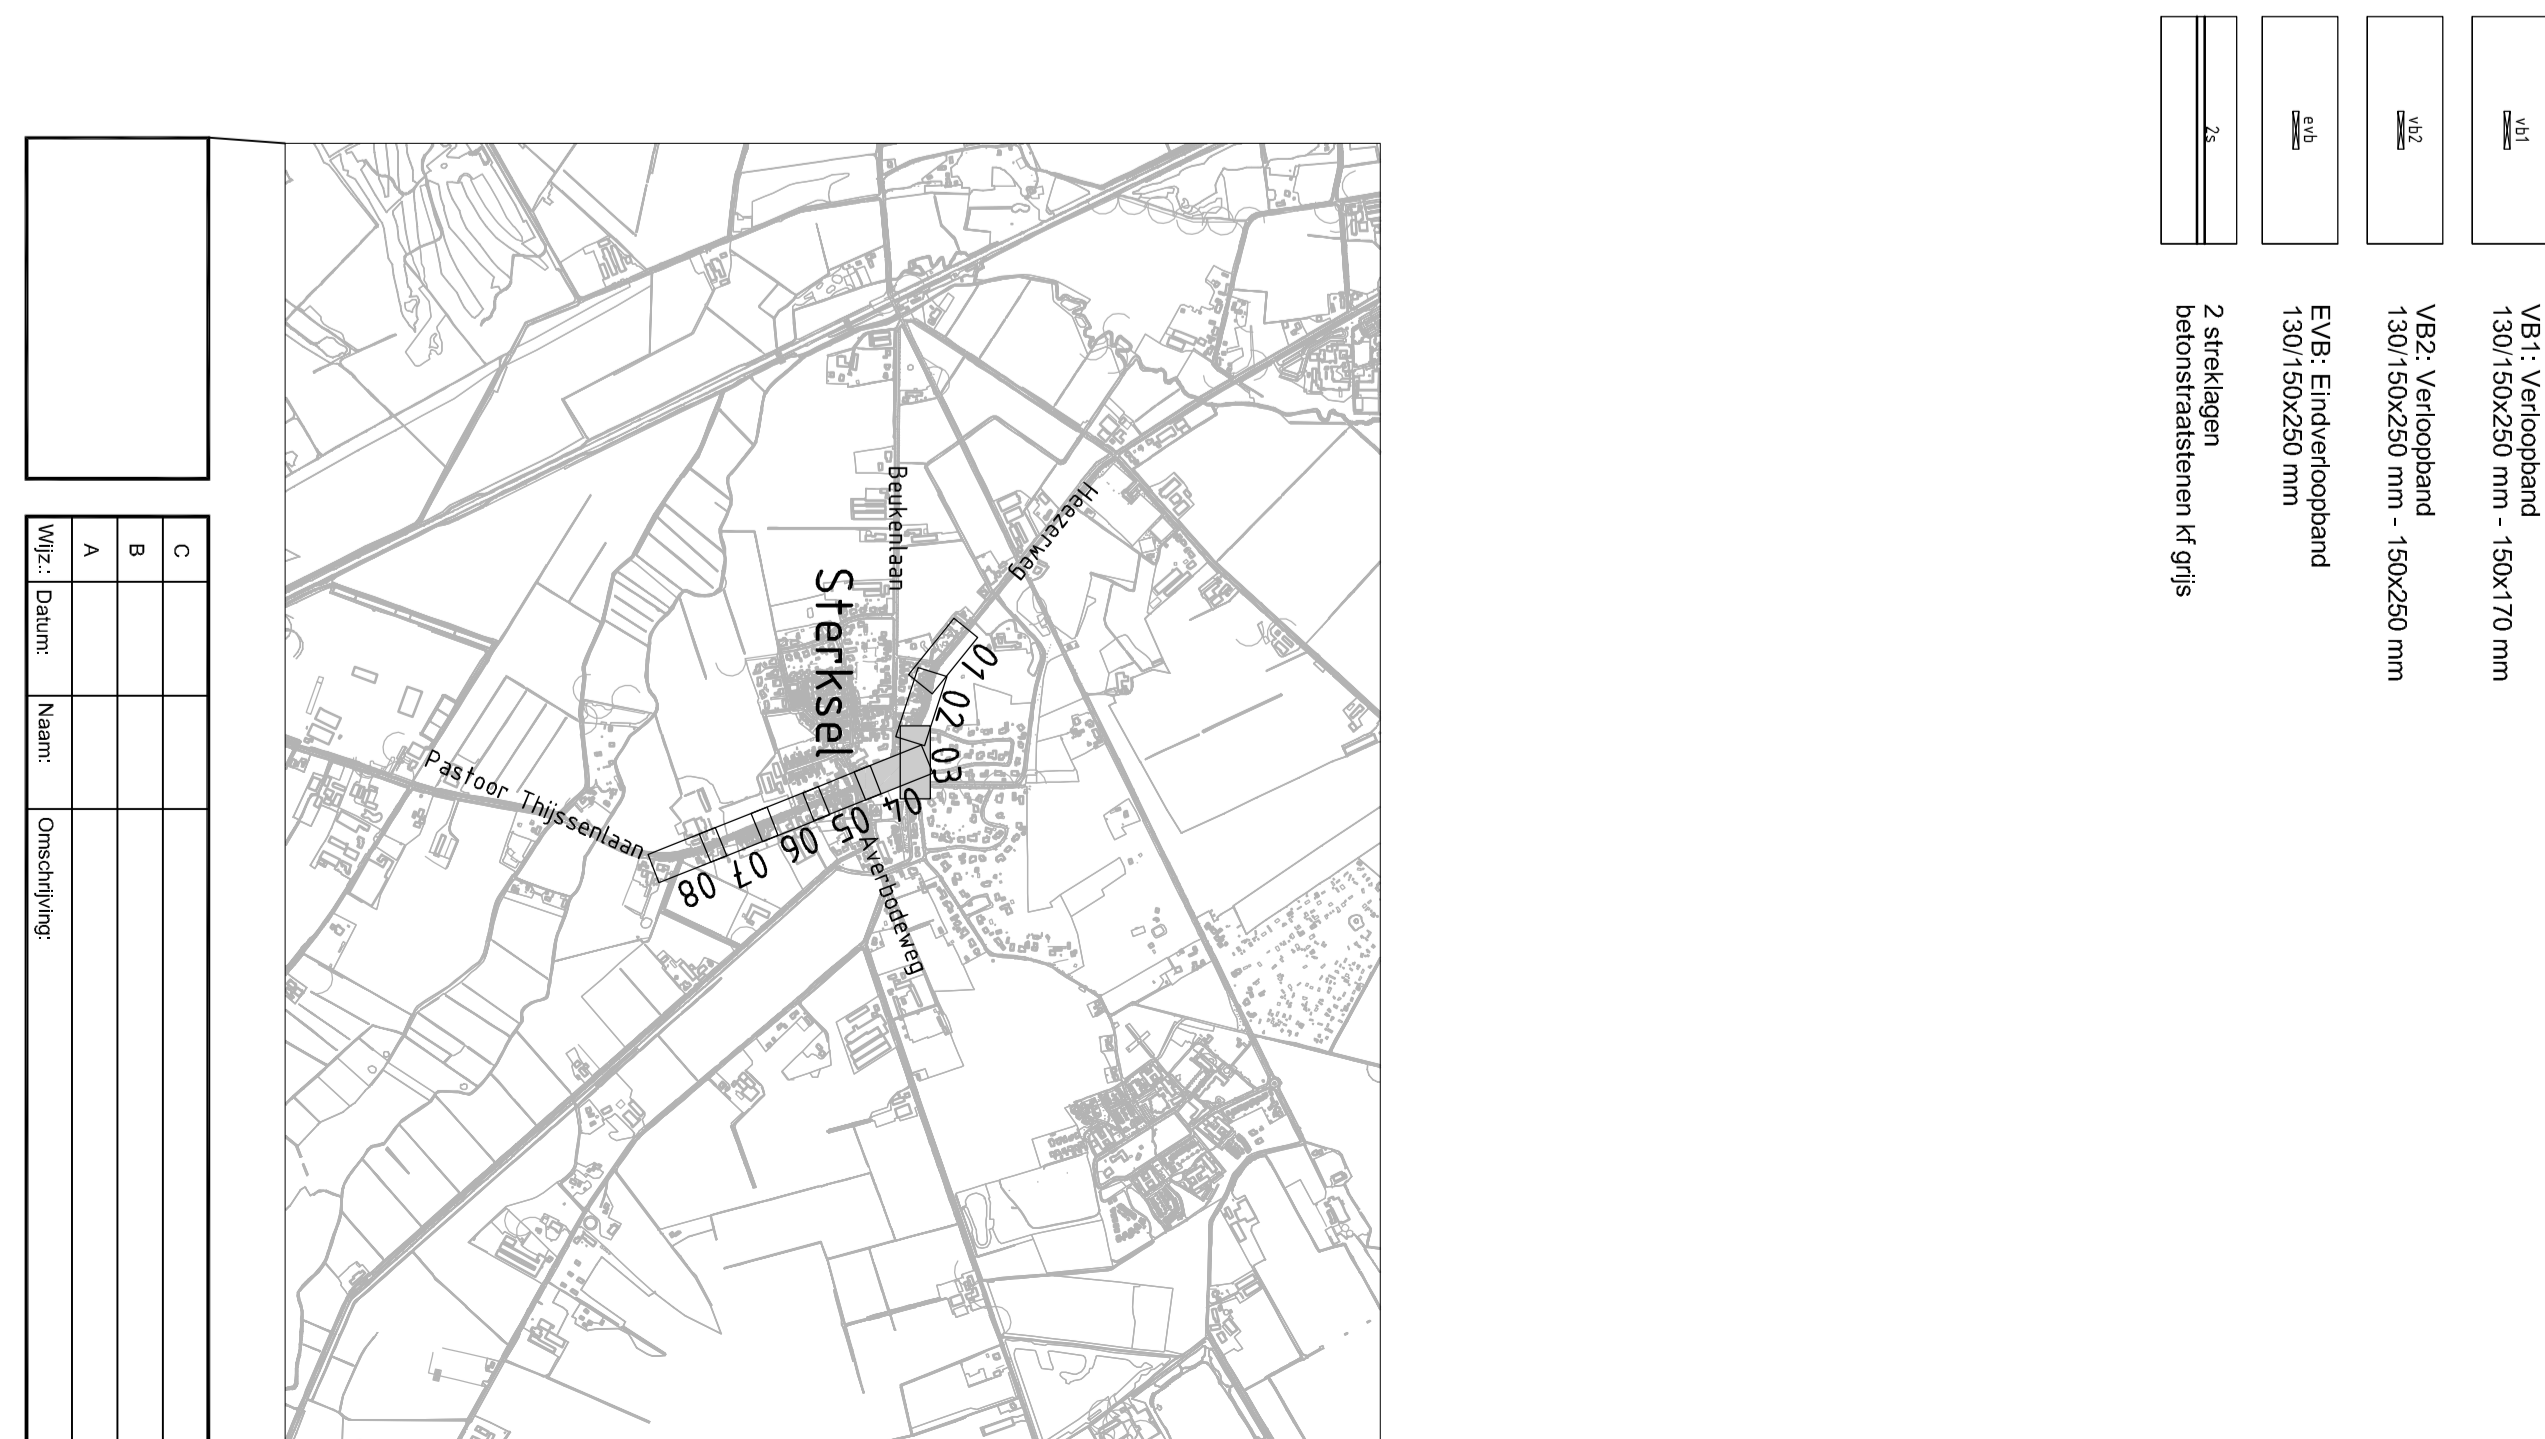 vb1
VB1: Verloopband
130/150x250 mm - 150x170 mm
vb2
VB2: Verloopband
130/150x250 mm - 150x250 mm
evb
EVB: Eindverloopband
130/150x250 mm
2s
2 streklagen
betonstraatstenen kf grijs
Heezerweg
Beukenlaan
Sterksel
01
02
03
04
05
06
07
08
Averbodeweg
Pastoor Thijssenlaan
C
B
A
Wijz.: Datum: Naam: Omschrijving: